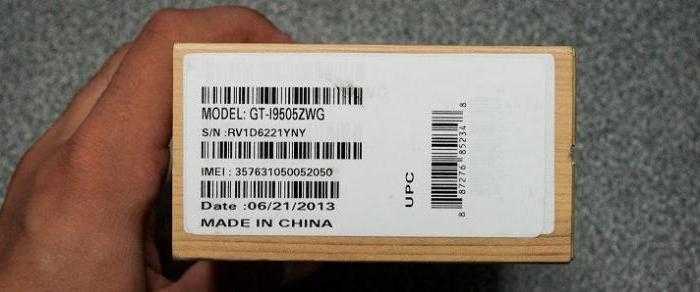 MODEL: GT-I9505ZWG
S/N :RV1D6221YNY
IMEI : 357631050052050
Date :06/21/2013
MADE IN CHINA
UPC
8 87276 85234 8